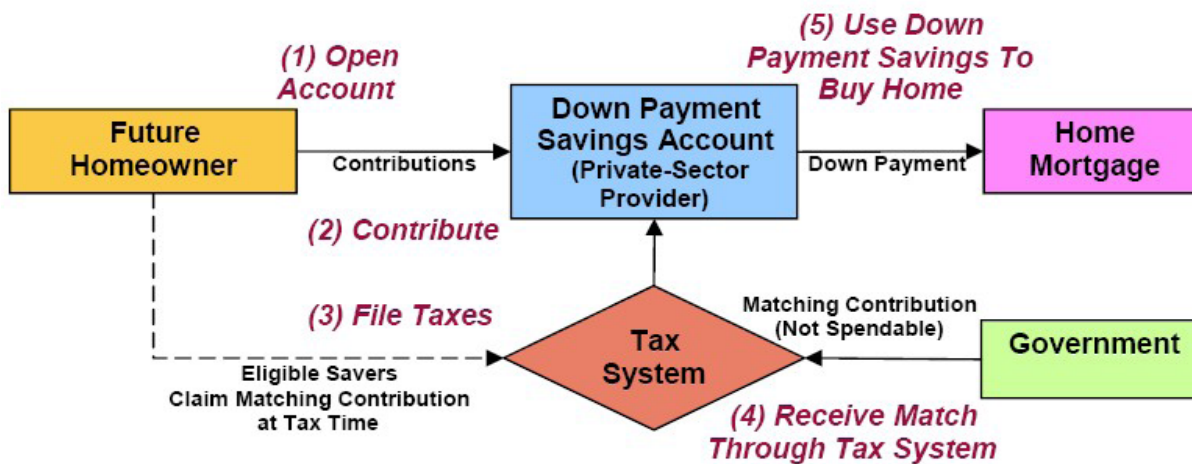 (1) Open
Account
(5) Use Down
Payment Savings To
Buy Home
Future
Homeowner
Contributions
Down Payment
Savings Account
(Private-Sector
Provider)
Down Payment
Home
Mortgage
(2) Contribute
(3) File Taxes
Eligible Savers
Claim Matching Contribution
at Tax Time
Tax
System
Matching Contribution
(Not Spendable)
Government
(4) Receive Match
Through Tax System